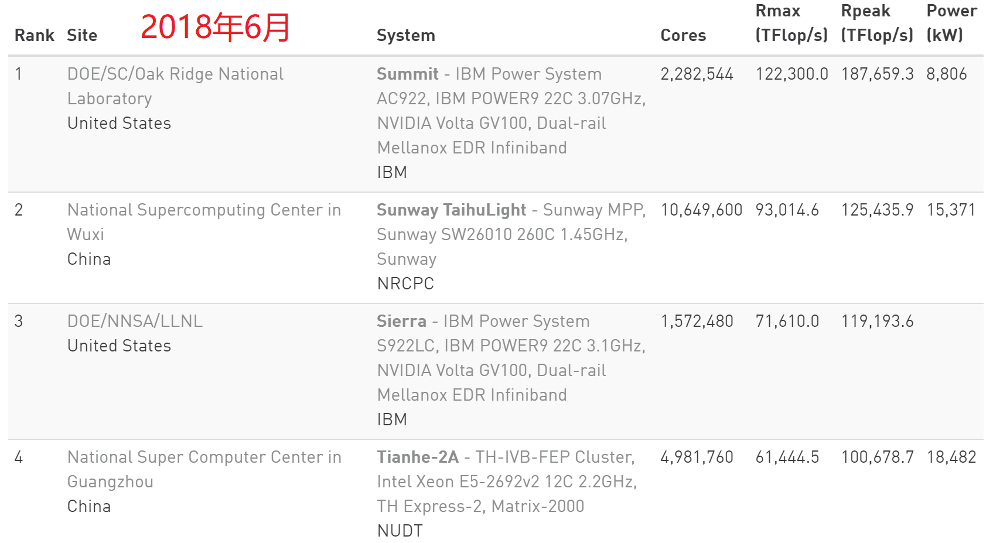 Rank Site 2018年6月 System Cores Rmax (TFlop/s) Rpeak (TFlop/s) Power (kW)
1 DOE/SC/Oak Ridge National Laboratory United States Summit - IBM Power System AC922, IBM POWER9 22C 3.07GHz, NVIDIA Volta GV100, Dual-rail Mellanox EDR Infiniband IBM 2,282,544 122,300.0 187,659.3 8,806
2 National Supercomputing Center in Wuxi China Sunway TaihuLight - Sunway MPP, Sunway SW26010 260C 1.45GHz, Sunway NRCPC 10,649,600 93,014.6 125,435.9 15,371
3 DOE/NNSA/LLNL United States Sierra - IBM Power System S922LC, IBM POWER9 22C 3.1GHz, NVIDIA Volta GV100, Dual-rail Mellanox EDR Infiniband IBM 1,572,480 71,610.0 119,193.6
4 National Super Computer Center in Guangzhou China Tianhe-2A - TH-IVB-FEP Cluster, Intel Xeon E5-2692v2 12C 2.2GHz, TH Express-2, Matrix-2000 NUDT 4,981,760 61,444.5 100,678.7 18,482